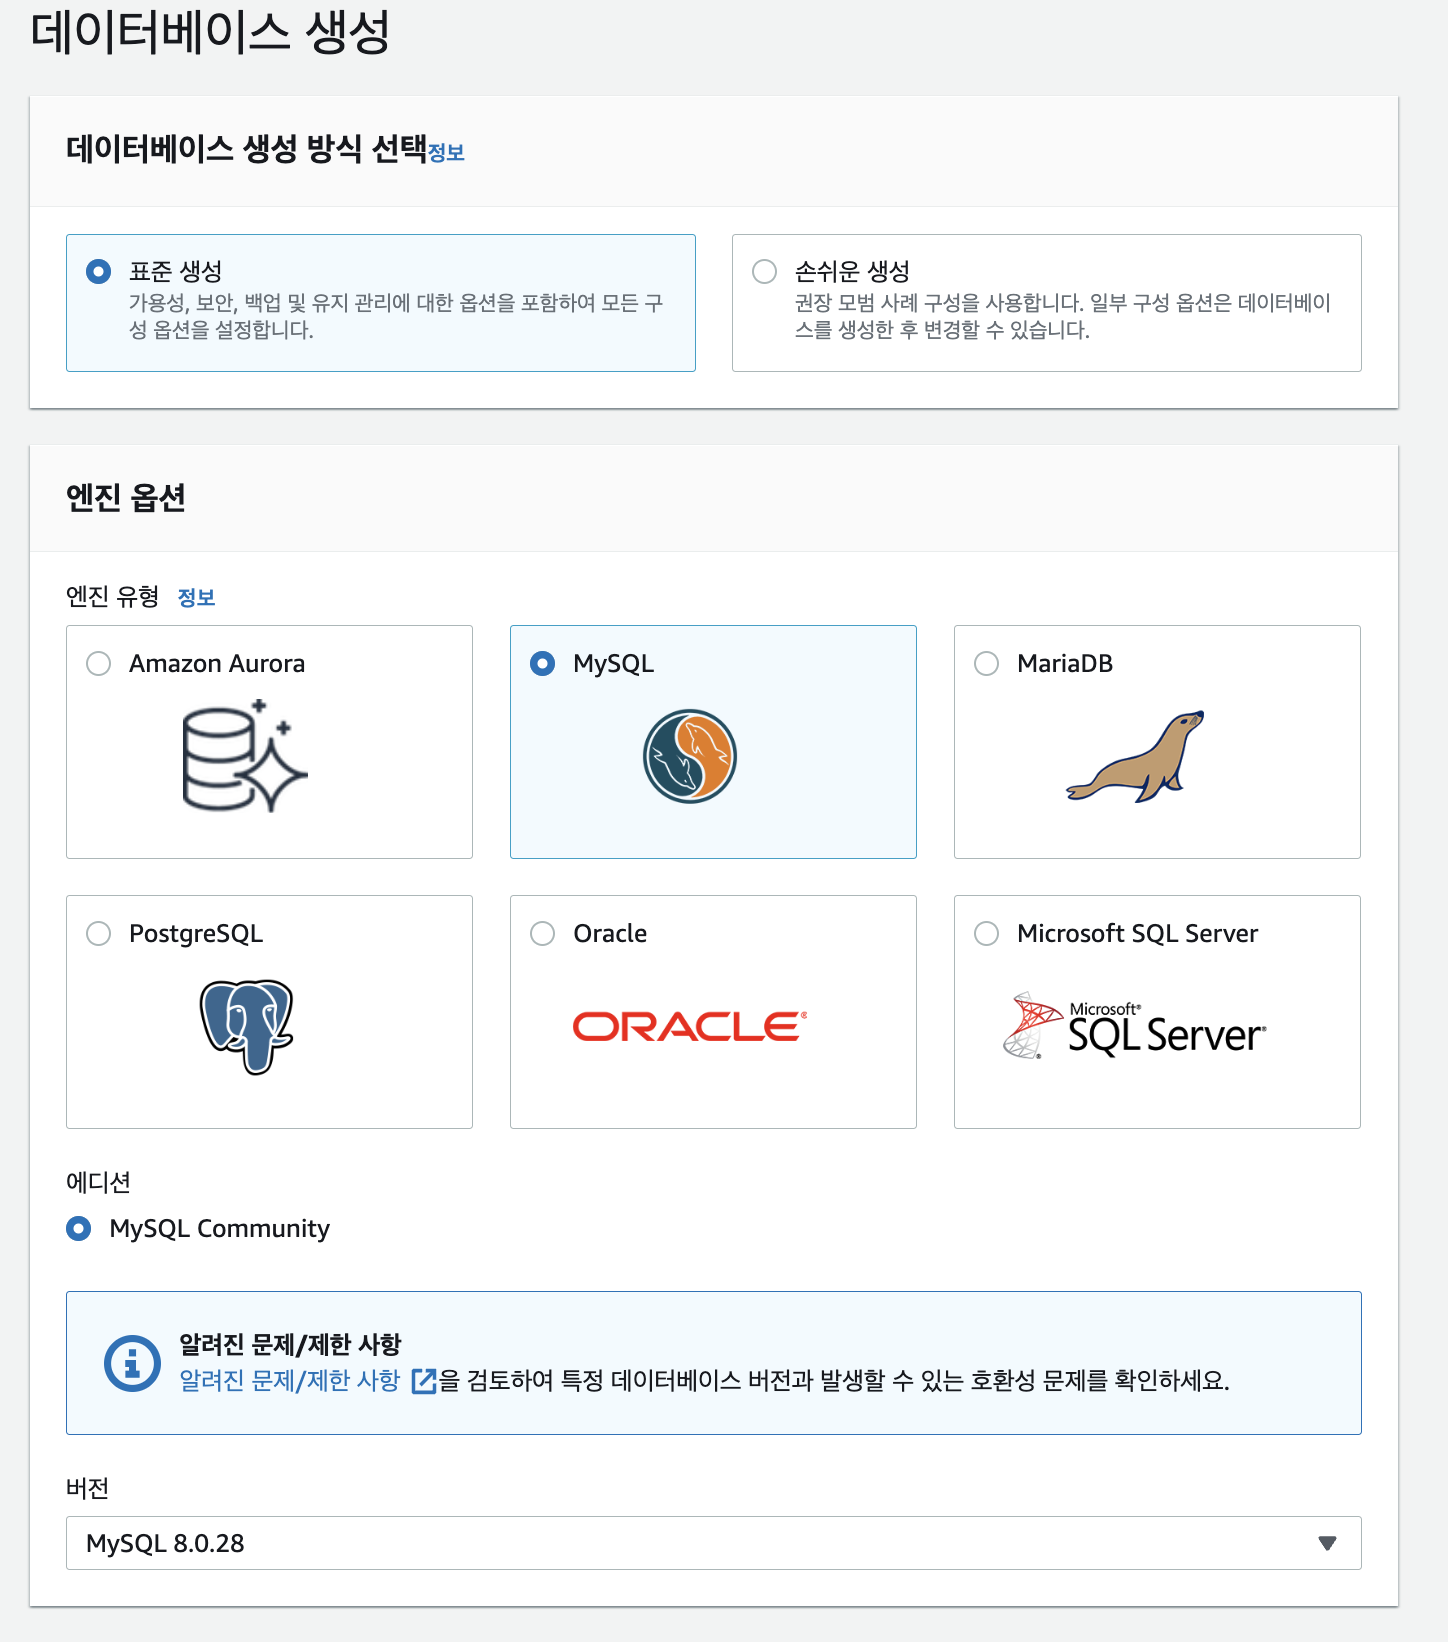 데이터베이스 생성
데이터베이스 생성 방식 선택정보
표준 생성
가용성, 보안, 백업 및 유지 관리에 대한 옵션을 포함하여 모든 구
성 옵션을 설정합니다.
손쉬운 생성
권장 모범 사례 구성을 사용합니다. 일부 구성 옵션은 데이터베이
스를 생성한 후 변경할 수 있습니다.
엔진 옵션
엔진 유형 정보
Amazon Aurora
MySQL
MariaDB
PostgreSQL
Oracle
ORACLE®
Microsoft SQL Server
Microsoft®
SQL Server®
에디션
MySQL Community
알려진 문제/제한 사항
알려진 문제/제한 사항 을 검토하여 특정 데이터베이스 버전과 발생할 수 있는 호환성 문제를 확인하세요.
버전
MySQL 8.0.28